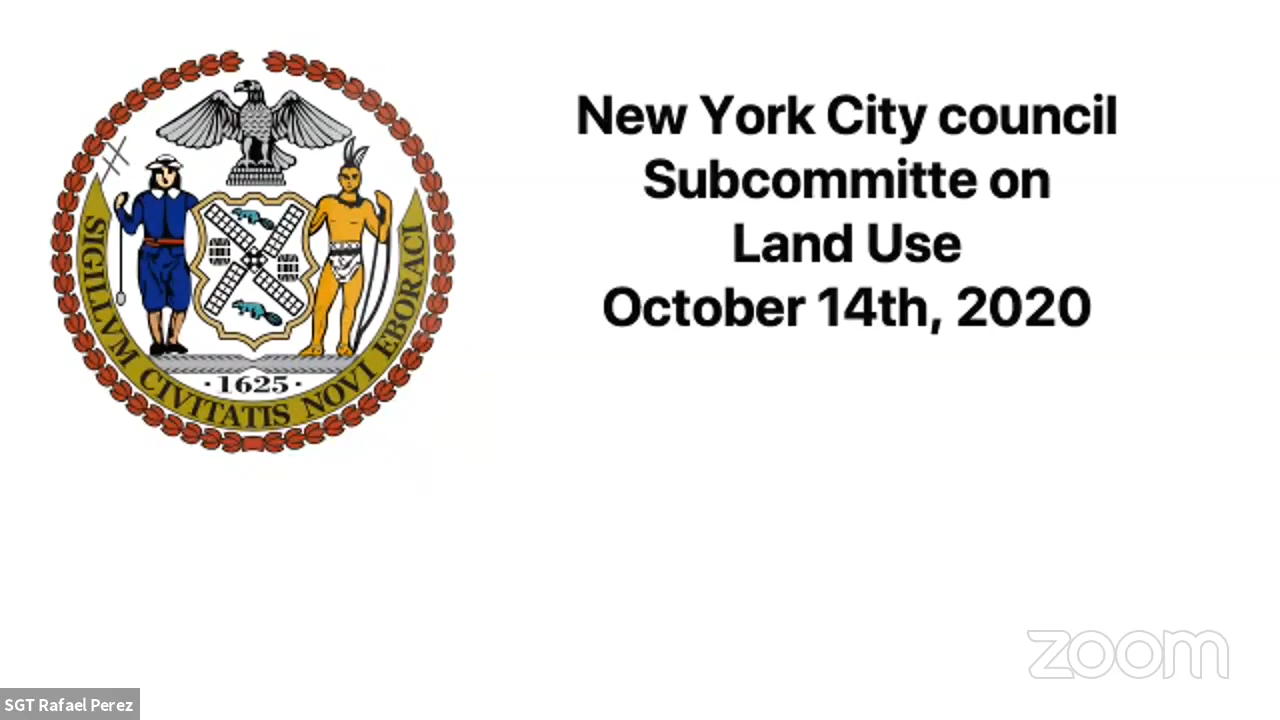 New York City council
Subcommitte on
Land Use
October 14th, 2020
SIGILLVM CIVITATIS NOVI EBORACI
· 1625 ·
zoom
SGT Rafael Perez